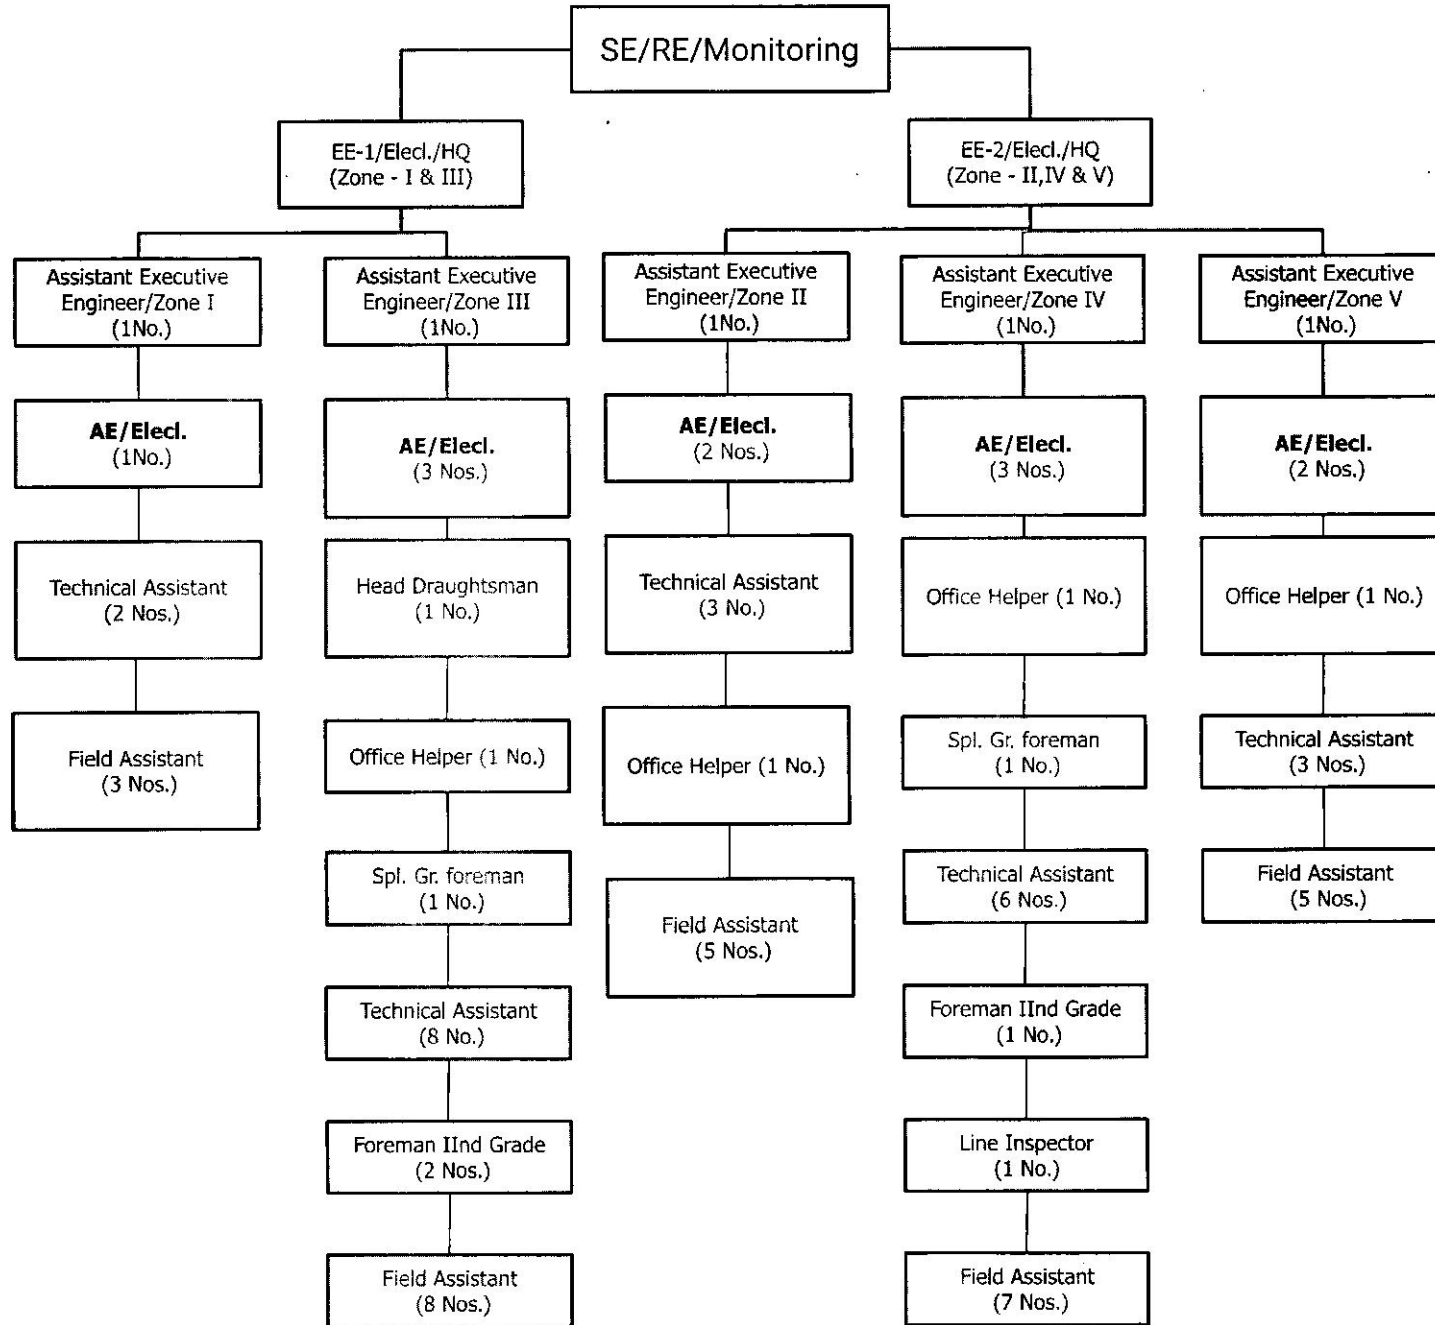 SE/RE/Monitoring
EE-1/Elecl./HQ
(Zone - I & III)
EE-2/Elecl./HQ
(Zone - II,IV & V)
Assistant Executive
Engineer/Zone I
(1No.)
Assistant Executive
Engineer/Zone III
(1No.)
Assistant Executive
Engineer/Zone II
(1No.)
Assistant Executive
Engineer/Zone IV
(1No.)
Assistant Executive
Engineer/Zone V
(1No.)
AE/Elecl.
(1No.)
AE/Elecl.
(3 Nos.)
AE/Elecl.
(2 Nos.)
AE/Elecl.
(3 Nos.)
AE/Elecl.
(2 Nos.)
Technical Assistant
(2 Nos.)
Head Draughtsman
(1 No.)
Technical Assistant
(3 No.)
Office Helper (1 No.)
Office Helper (1 No.)
Field Assistant
(3 Nos.)
Office Helper (1 No.)
Office Helper (1 No.)
Spl. Gr. foreman
(1 No.)
Technical Assistant
(3 Nos.)
Spl. Gr. foreman
(1 No.)
Field Assistant
(5 Nos.)
Technical Assistant
(6 Nos.)
Field Assistant
(5 Nos.)
Technical Assistant
(8 No.)
Foreman IInd Grade
(1 No.)
Foreman IInd Grade
(2 Nos.)
Line Inspector
(1 No.)
Field Assistant
(8 Nos.)
Field Assistant
(7 Nos.)